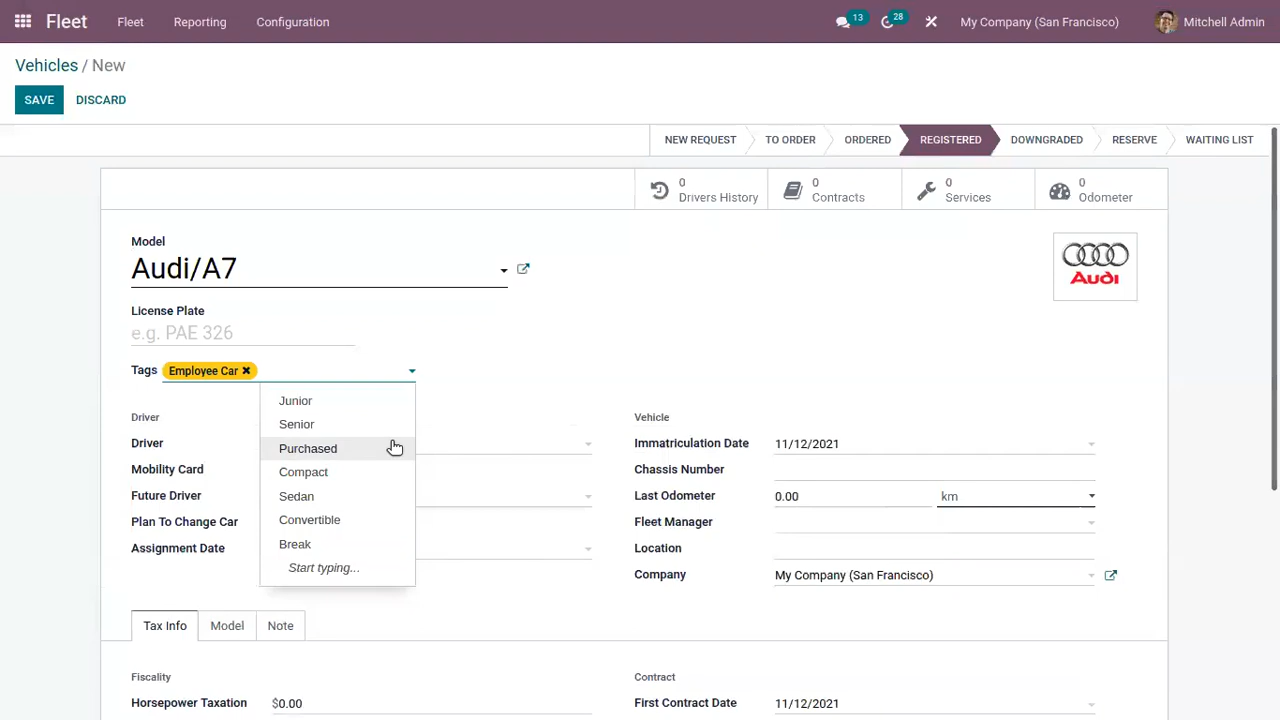 Fleet Fleet Reporting Configuration 13 28 My Company (San Francisco) Mitchell Admin
Vehicles / New
SAVE DISCARD
NEW REQUEST TO ORDER ORDERED REGISTERED DOWNGRADED RESERVE WAITING LIST
0 Drivers History
0 Contracts
0 Services
0 Odometer
Model
Audi/A7
Audi
License Plate
e.g. PAE 326
Tags Employee Car
Junior
Senior
Purchased
Compact
Sedan
Convertible
Break
Start typing...
Driver
Driver
Mobility Card
Future Driver
Plan To Change Car
Assignment Date
Vehicle
Immatriculation Date 11/12/2021
Chassis Number
Last Odometer 0.00 km
Fleet Manager
Location
Company My Company (San Francisco)
Tax Info Model Note
Fiscality
Horsepower Taxation $0.00
Contract
First Contract Date 11/12/2021